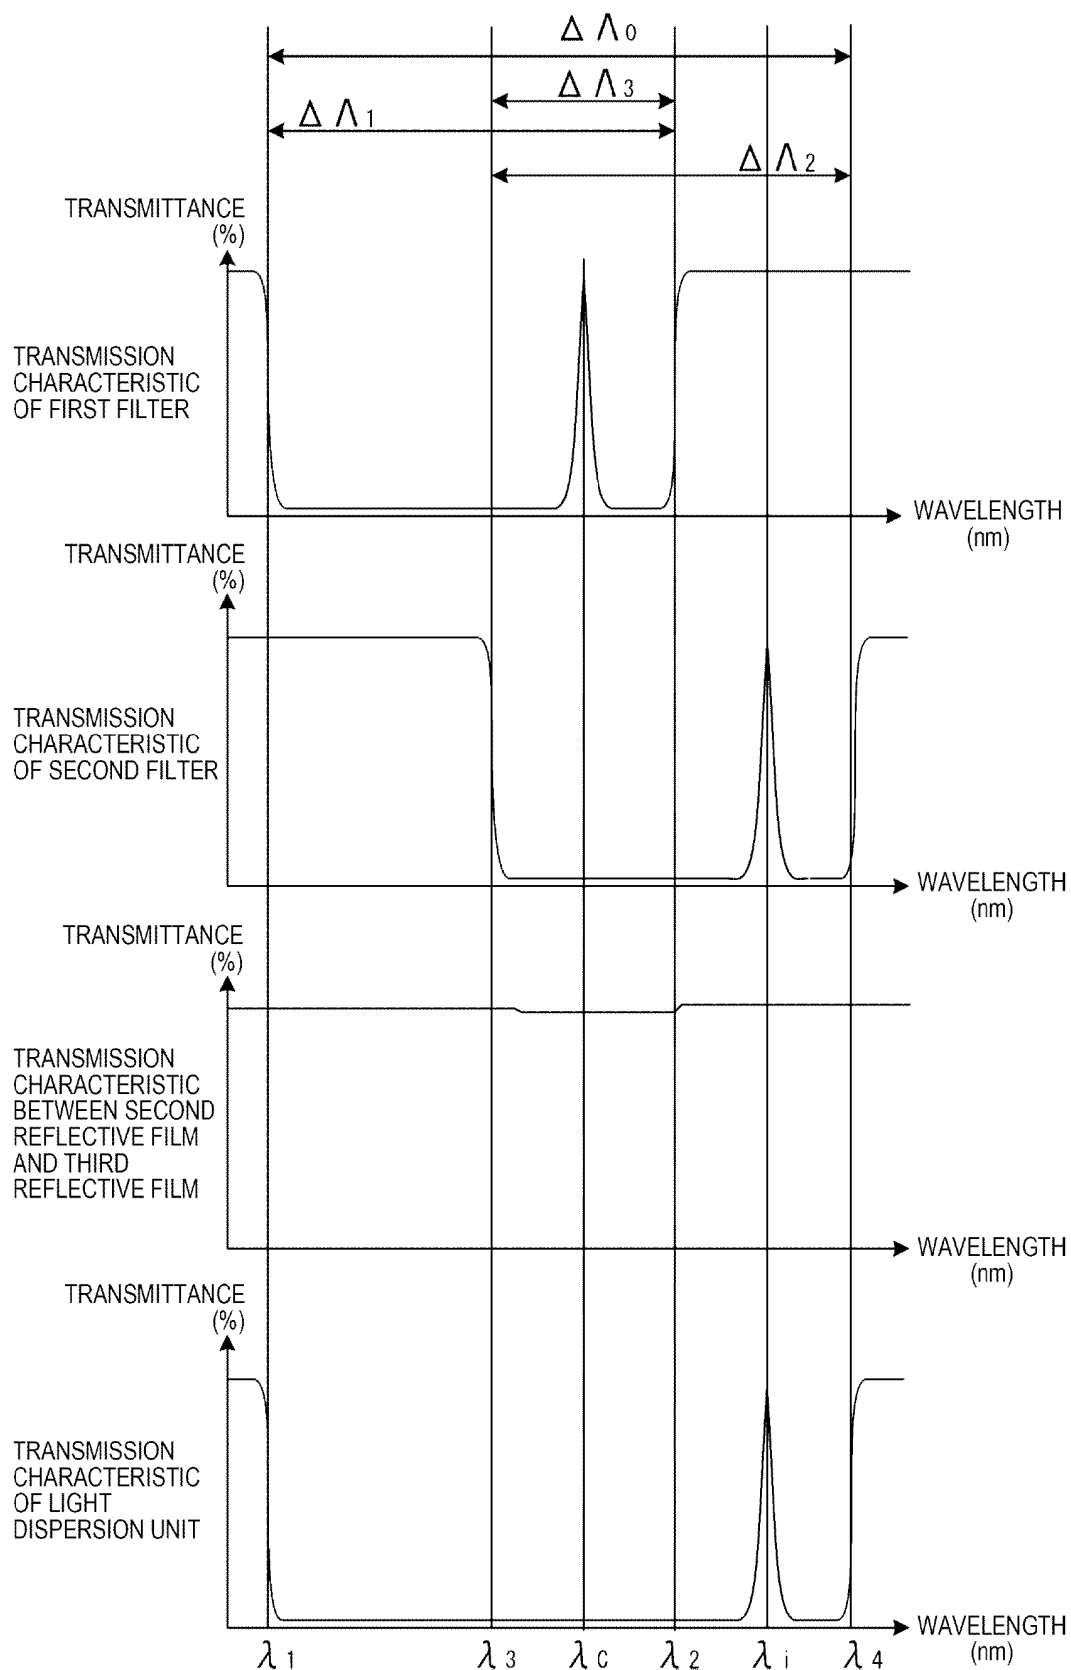 ΔΛ0
ΔΛ3
ΔΛ1
ΔΛ2
TRANSMITTANCE
(%)
TRANSMISSION
CHARACTERISTIC
OF FIRST FILTER
WAVELENGTH
(nm)
TRANSMITTANCE
(%)
TRANSMISSION
CHARACTERISTIC
OF SECOND FILTER
WAVELENGTH
(nm)
TRANSMITTANCE
(%)
TRANSMISSION
CHARACTERISTIC
BETWEEN SECOND
REFLECTIVE FILM
AND THIRD
REFLECTIVE FILM
WAVELENGTH
(nm)
TRANSMITTANCE
(%)
TRANSMISSION
CHARACTERISTIC
OF LIGHT
DISPERSION UNIT
WAVELENGTH
(nm)
λ1 λ3 λC λ2 λi λ4